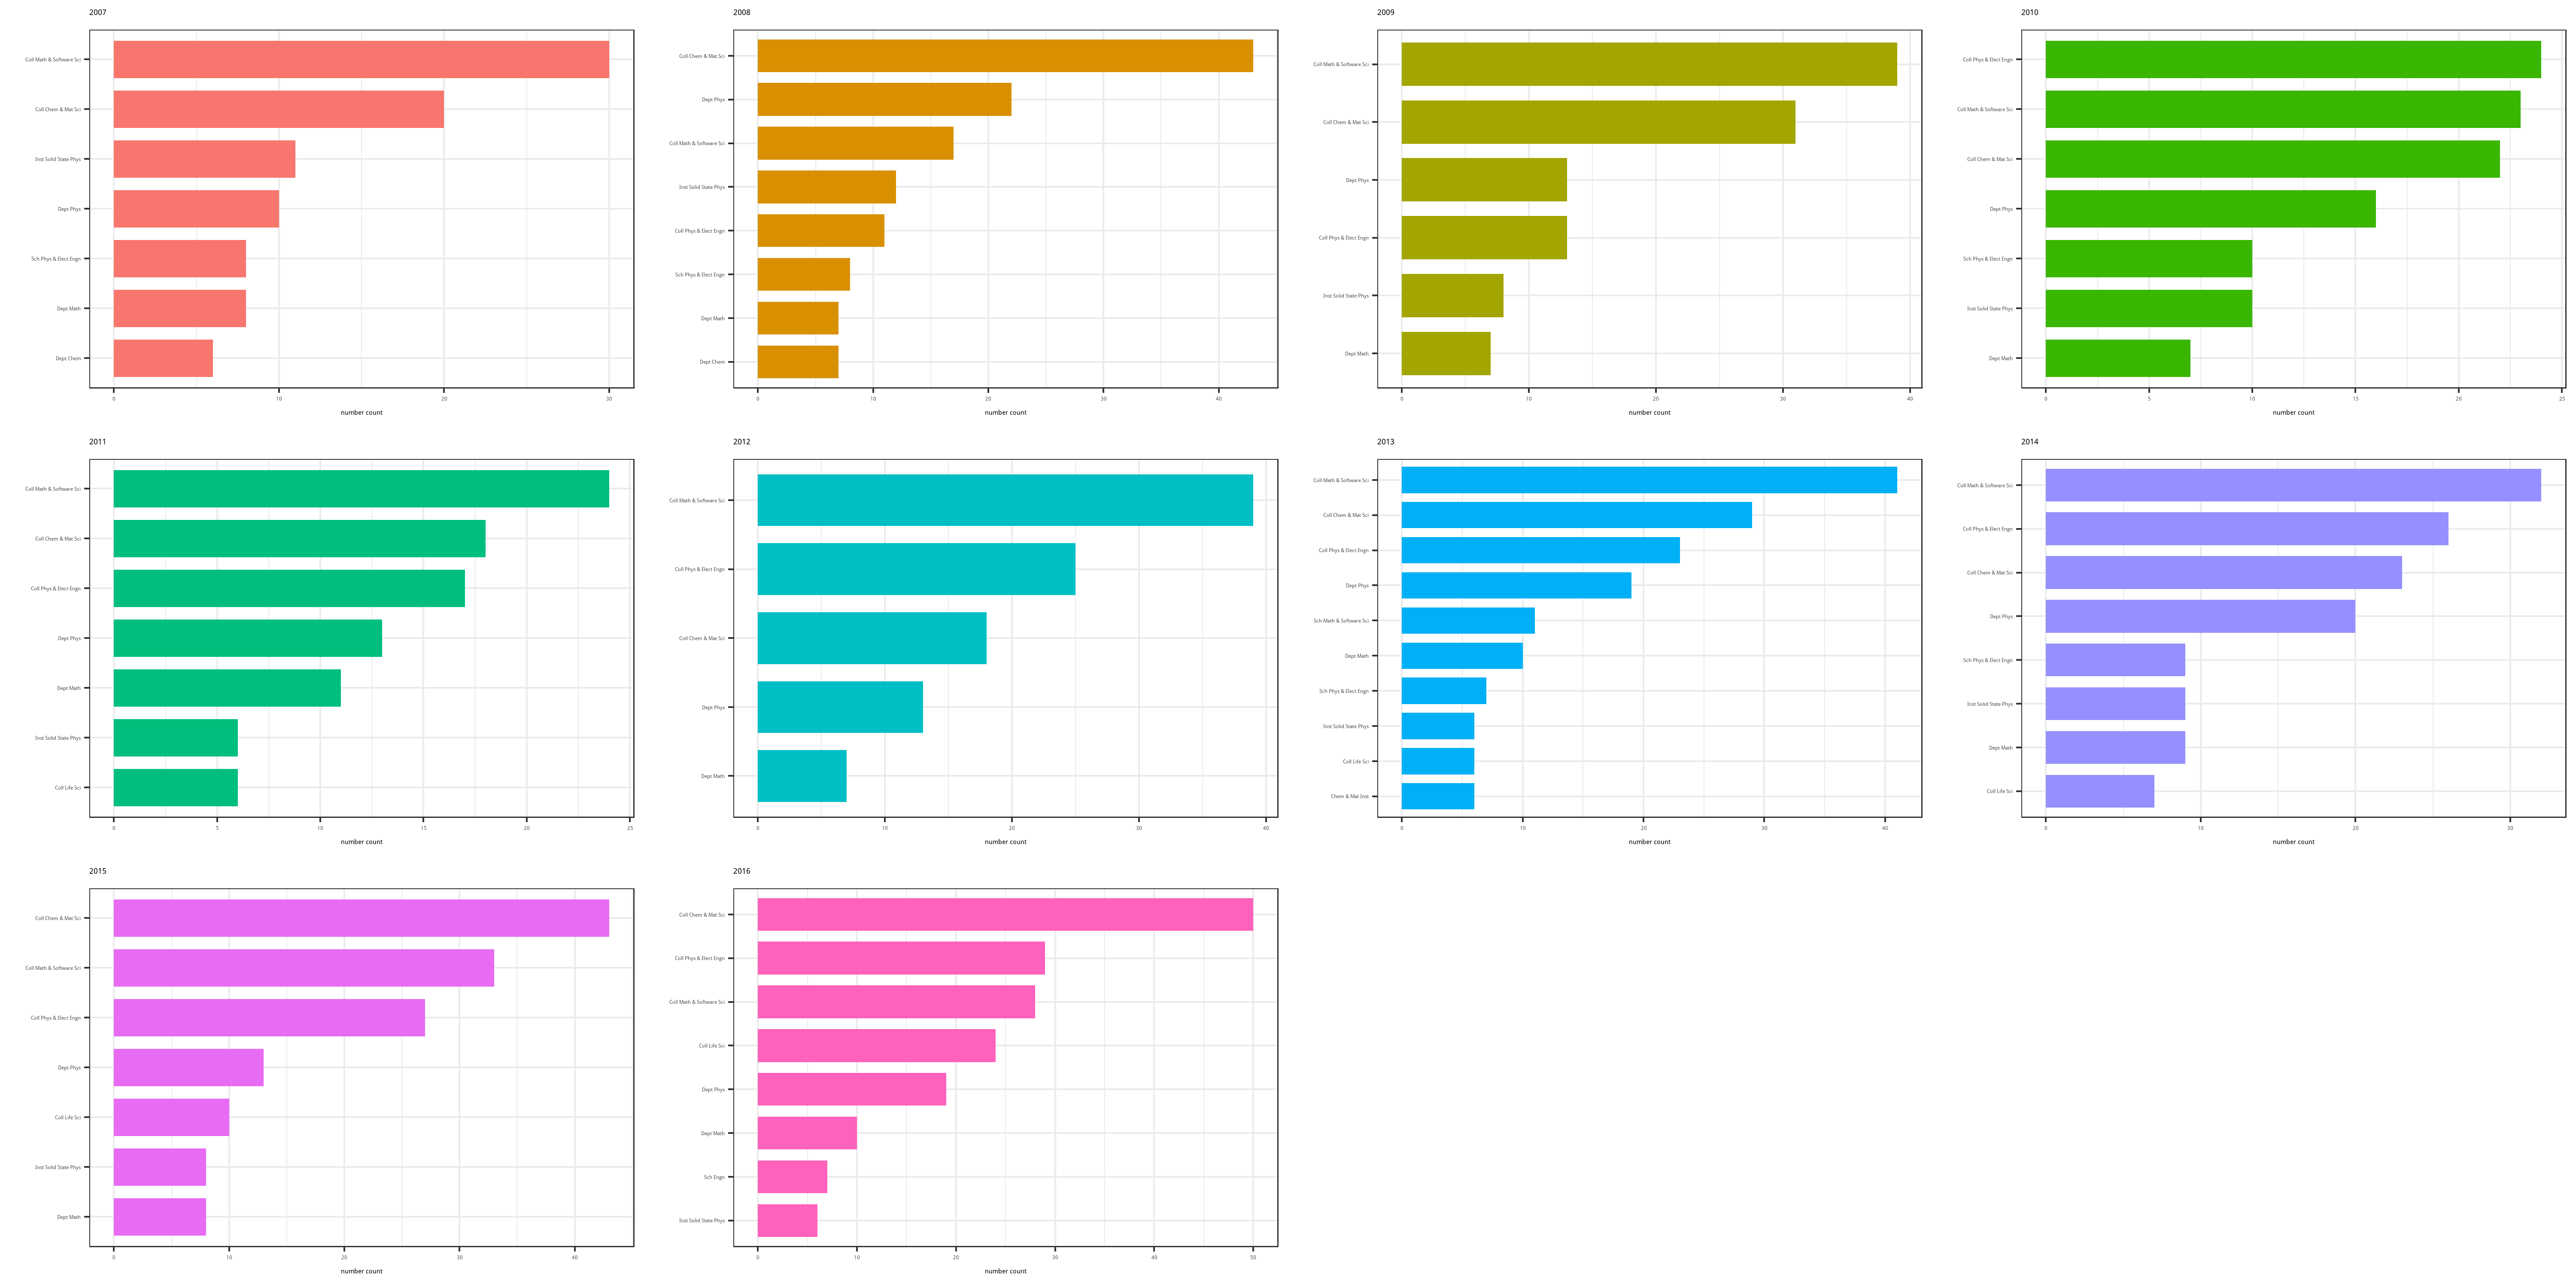 2007
Coll Math & Software Sci
Coll Chem & Mat Sci
Inst Solid State Phys
Dept Phys
Sch Phys & Elect Engn
Dept Math
Dept Chem
0 10 20 30
number count
2008
Coll Chem & Mat Sci
Dept Phys
Coll Math & Software Sci
Inst Solid State Phys
Coll Phys & Elect Engn
Sch Phys & Elect Engn
Dept Math
Dept Chem
0 10 20 30 40
number count
2009
Coll Math & Software Sci
Coll Chem & Mat Sci
Dept Phys
Coll Phys & Elect Engn
Inst Solid State Phys
Dept Math
0 10 20 30 40
number count
2010
Coll Phys & Elect Engn
Coll Math & Software Sci
Coll Chem & Mat Sci
Dept Phys
Sch Phys & Elect Engn
Inst Solid State Phys
Dept Math
0 5 10 15 20 25
number count
2011
Coll Math & Software Sci
Coll Chem & Mat Sci
Coll Phys & Elect Engn
Dept Phys
Dept Math
Inst Solid State Phys
Coll Life Sci
0 5 10 15 20 25
number count
2012
Coll Math & Software Sci
Coll Phys & Elect Engn
Coll Chem & Mat Sci
Dept Phys
Dept Math
0 10 20 30 40
number count
2013
Coll Math & Software Sci
Coll Chem & Mat Sci
Coll Phys & Elect Engn
Dept Phys
Sch Math & Software Sci
Dept Math
Sch Phys & Elect Engn
Inst Solid State Phys
Coll Life Sci
Chem & Mat Inst
0 10 20 30 40
number count
2014
Coll Math & Software Sci
Coll Phys & Elect Engn
Coll Chem & Mat Sci
Dept Phys
Sch Phys & Elect Engn
Inst Solid State Phys
Dept Math
Coll Life Sci
0 10 20 30
number count
2015
Coll Chem & Mat Sci
Coll Math & Software Sci
Coll Phys & Elect Engn
Dept Phys
Coll Life Sci
Inst Solid State Phys
Dept Math
0 10 20 30 40
number count
2016
Coll Chem & Mat Sci
Coll Phys & Elect Engn
Coll Math & Software Sci
Coll Life Sci
Dept Phys
Dept Math
Sch Engn
Inst Solid State Phys
0 10 20 30 40 50
number count